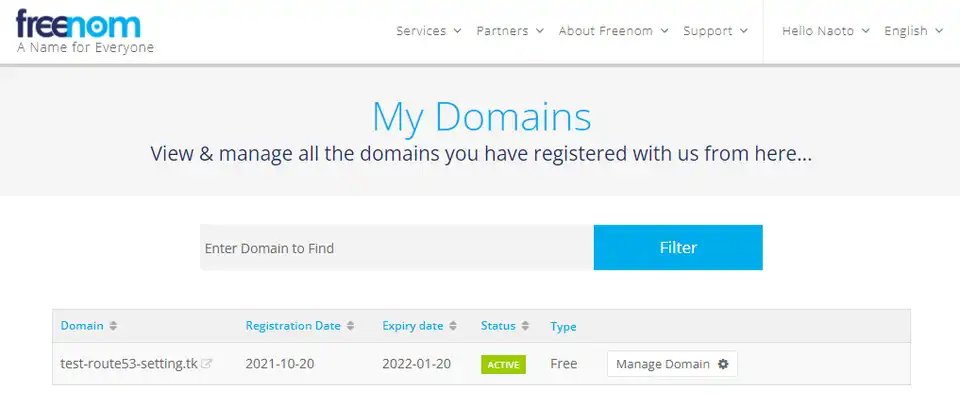 freenom
A Name for Everyone
Services Partners About Freenom Support Hello Naoto English
My Domains
View & manage all the domains you have registered with us from here...
Enter Domain to Find Filter
Domain Registration Date Expiry date Status Type
test-route53-setting.tk 2021-10-20 2022-01-20 ACTIVE Free Manage Domain